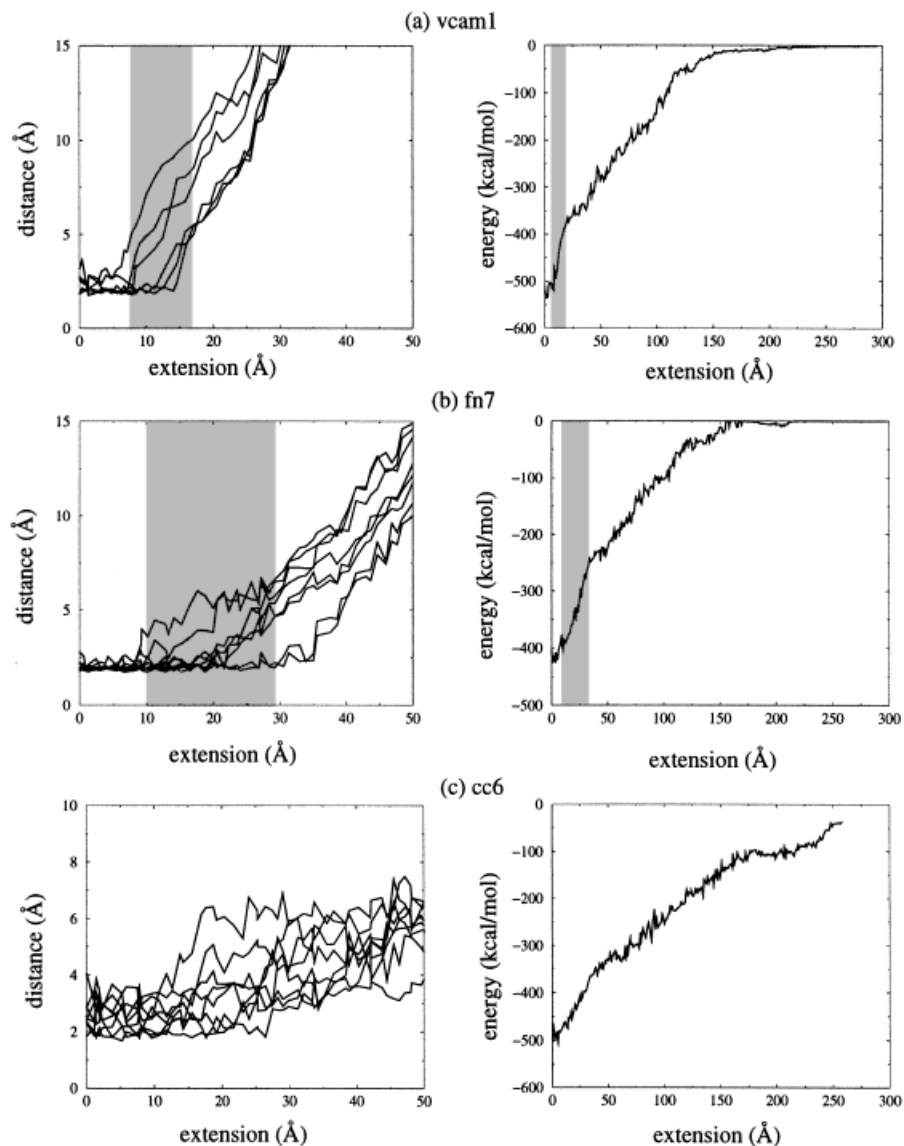 (a) vcam1
15
10
5
0
distance (Å)
0 10 20 30 40 50
extension (Å)
0
−100
−200
−300
−400
−500
−600
energy (kcal/mol)
0 50 100 150 200 250 300
extension (Å)
(b) fn7
15
10
5
0
distance (Å)
0 10 20 30 40 50
extension (Å)
0
−100
−200
−300
−400
−500
energy (kcal/mol)
0 50 100 150 200 250 300
extension (Å)
(c) cc6
10
8
6
4
2
0
distance (Å)
0 10 20 30 40 50
extension (Å)
0
−100
−200
−300
−400
−500
−600
energy (kcal/mol)
0 50 100 150 200 250 300
extension (Å)